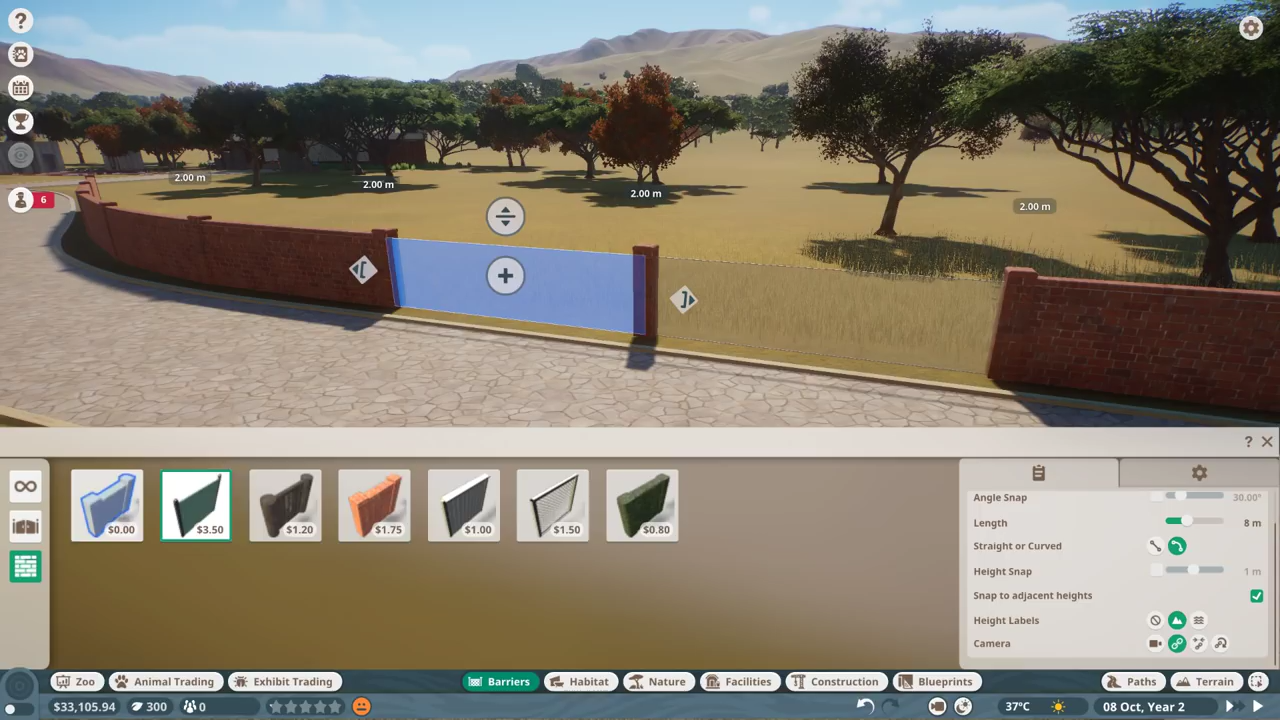 ?
6
2.00 m
2.00 m
2.00 m
2.00 m
?
$0.00
$3.50
$1.20
$1.75
$1.00
$1.50
$0.80
Angle Snap 30.00°
Length 8 m
Straight or Curved
Height Snap 1 m
Snap to adjacent heights
Height Labels
Camera
Zoo
Animal Trading
Exhibit Trading
Barriers
Habitat
Nature
Facilities
Construction
Blueprints
Paths
Terrain
$33,105.94
300
0
37°C
08 Oct, Year 2